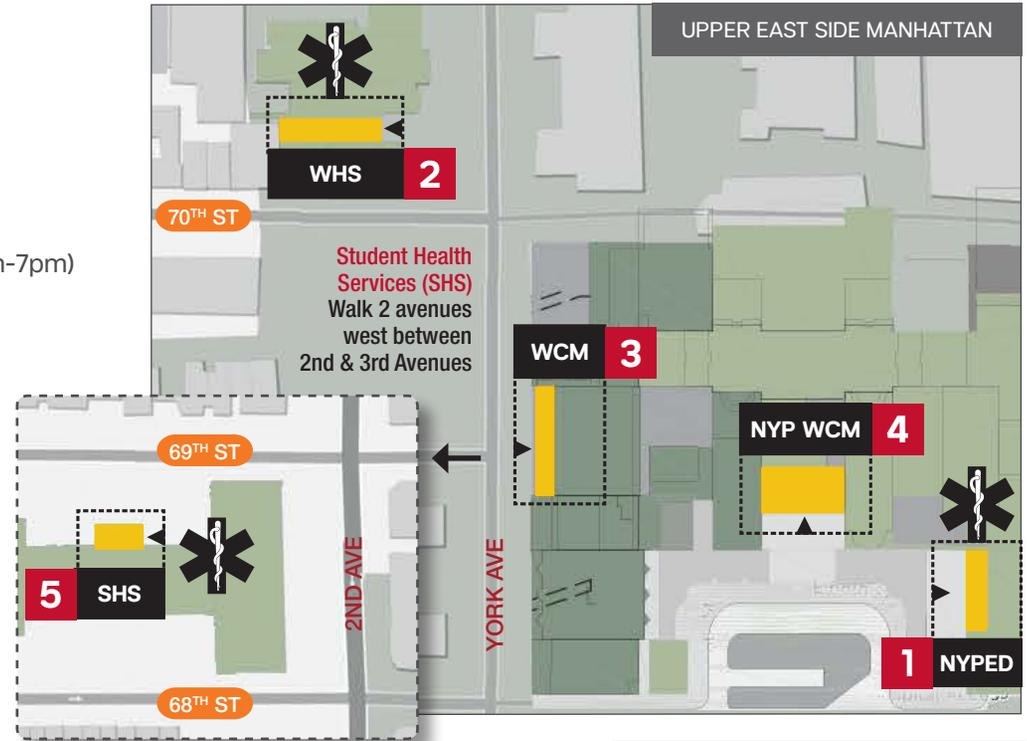 UPPER EAST SIDE MANHATTAN
WHS 2
70TH ST
-7pm)
Student Health
Services (SHS)
Walk 2 avenues
west between
2nd & 3rd Avenues
WCM 3
NYP WCM 4
69TH ST
5 SHS
2ND AVE
YORK AVE
1 NYPED
68TH ST